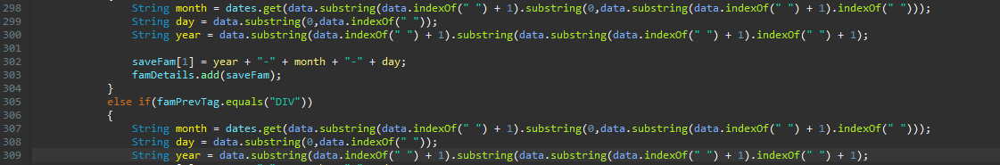 298 String month = dates.get(data.substring(data.indexOf(" ") + 1).substring(0,data.substring(data.indexOf(" ") + 1).indexOf(" ")));
299 String day = data.substring(0,data.indexOf(" "));
300 String year = data.substring(data.indexOf(" ") + 1).substring(data.substring(data.indexOf(" ") + 1).indexOf(" ") + 1);
301
302 saveFam[1] = year + "-" + month + "-" + day;
303 famDetails.add(saveFam);
304 }
305 else if(famPrevTag.equals("DIV"))
306 {
307 String month = dates.get(data.substring(data.indexOf(" ") + 1).substring(0,data.substring(data.indexOf(" ") + 1).indexOf(" ")));
308 String day = data.substring(0,data.indexOf(" "));
309 String year = data.substring(data.indexOf(" ") + 1).substring(data.substring(data.indexOf(" ") + 1).indexOf(" ") + 1);